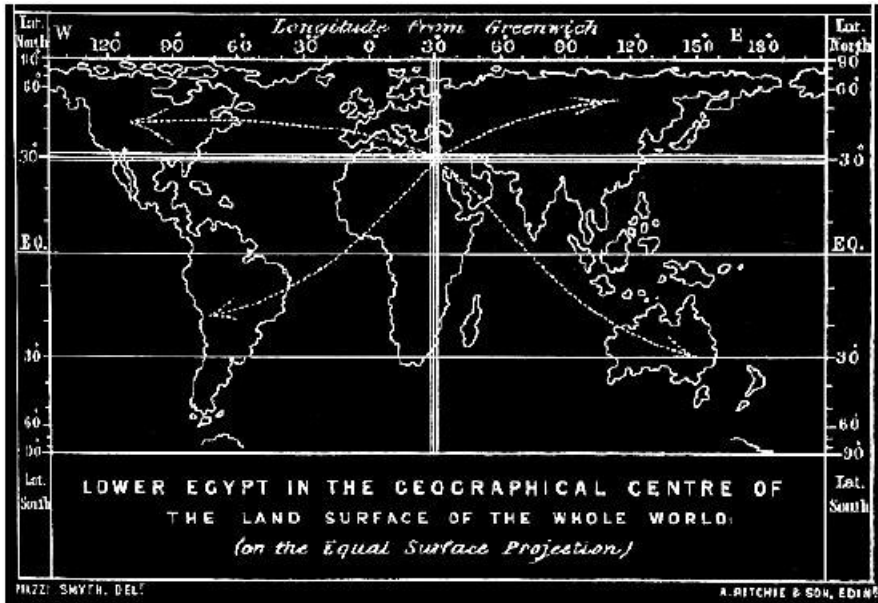 Longitude from Greenwich
Lat. North
W
120° 90° 60° 30° 0° 30° 60° 90° 120° 150° 180°
E
Lat. North
90° 90°
60° 60°
30° 30°
EQ. EQ.
30° 30°
60° 60°
90° 90°
Lat. South
Lat. South
LOWER EGYPT IN THE GEOGRAPHICAL CENTRE OF
THE LAND SURFACE OF THE WHOLE WORLD;
(on the Equal Surface Projection)
PIAZZI SMYTH, DELT.
A. RITCHIE & SON, EDINR.